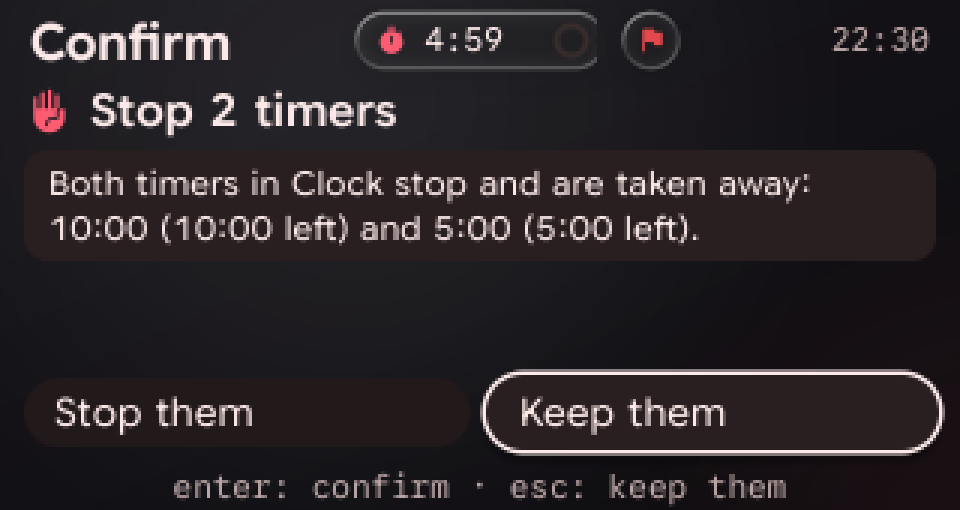 Confirm
4:59
22:30
Stop 2 timers
Both timers in Clock stop and are taken away:
10:00 (10:00 left) and 5:00 (5:00 left).
Stop them
Keep them
enter: confirm · esc: keep them